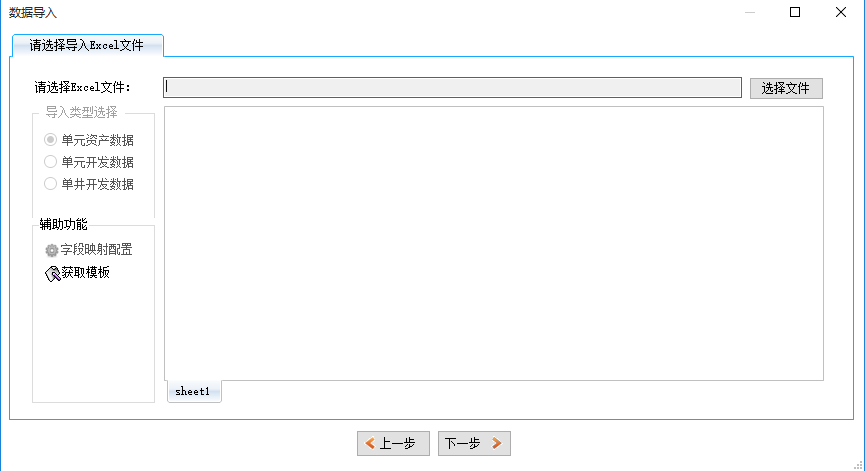 数据导入
请选择导入Excel文件
请选择Excel文件：
选择文件
导入类型选择
单元资产数据
单元开发数据
单井开发数据
辅助功能
字段映射配置
获取模板
sheet1
上一步
下一步